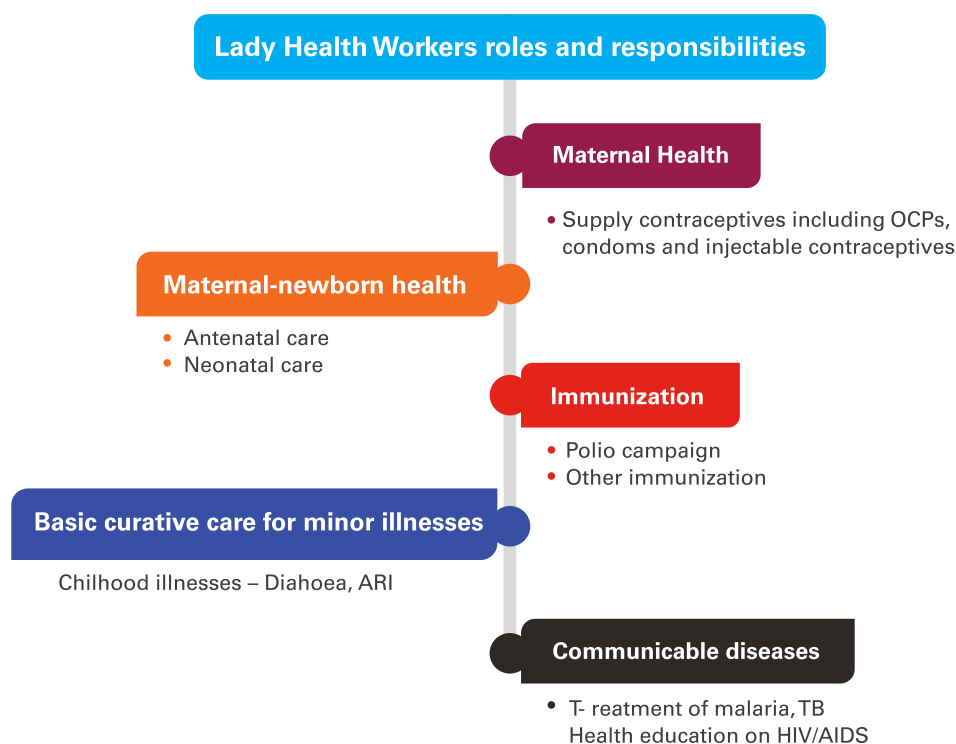 Lady Health Workers roles and responsibilities
Maternal Health
• Supply contraceptives including OCPs,
condoms and injectable contraceptives
Maternal-newborn health
• Antenatal care
• Neonatal care
Immunization
• Polio campaign
• Other immunization
Basic curative care for minor illnesses
Chilhood illnesses – Diahoea, ARI
Communicable diseases
• T- reatment of malaria, TB
Health education on HIV/AIDS